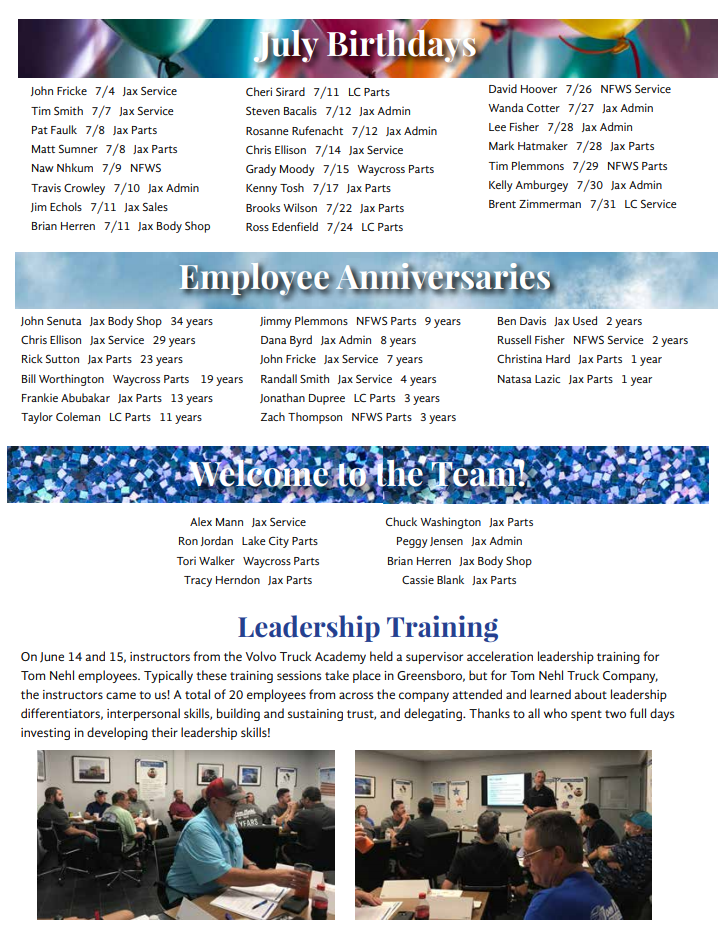 July Birthdays
John Fricke 7/4 Jax Service
Tim Smith 7/7 Jax Service
Pat Faulk 7/8 Jax Parts
Matt Sumner 7/8 Jax Parts
Naw Nhkum 7/9 NFWS
Travis Crowley 7/10 Jax Admin
Jim Echols 7/11 Jax Sales
Brian Herren 7/11 Jax Body Shop
Cheri Sirard 7/11 LC Parts
Steven Bacalis 7/12 Jax Admin
Rosanne Rufenacht 7/12 Jax Admin
Chris Ellison 7/14 Jax Service
Grady Moody 7/15 Waycross Parts
Kenny Tosh 7/17 Jax Parts
Brooks Wilson 7/22 Jax Parts
Ross Edenfield 7/24 LC Parts
David Hoover 7/26 NFWS Service
Wanda Cotter 7/27 Jax Admin
Lee Fisher 7/28 Jax Admin
Mark Hatmaker 7/28 Jax Parts
Tim Plemmons 7/29 NFWS Parts
Kelly Amburgey 7/30 Jax Admin
Brent Zimmerman 7/31 LC Service
Employee Anniversaries
John Senuta Jax Body Shop 34 years
Chris Ellison Jax Service 29 years
Rick Sutton Jax Parts 23 years
Bill Worthington Waycross Parts 19 years
Frankie Abubakar Jax Parts 13 years
Taylor Coleman LC Parts 11 years
Jimmy Plemmons NFWS Parts 9 years
Dana Byrd Jax Admin 8 years
John Fricke Jax Service 7 years
Randall Smith Jax Service 4 years
Jonathan Dupree LC Parts 3 years
Zach Thompson NFWS Parts 3 years
Ben Davis Jax Used 2 years
Russell Fisher NFWS Service 2 years
Christina Hard Jax Parts 1 year
Natasa Lazic Jax Parts 1 year
Welcome to the Team!
Alex Mann Jax Service
Ron Jordan Lake City Parts
Tori Walker Waycross Parts
Tracy Herndon Jax Parts
Chuck Washington Jax Parts
Peggy Jensen Jax Admin
Brian Herren Jax Body Shop
Cassie Blank Jax Parts
Leadership Training
On June 14 and 15, instructors from the Volvo Truck Academy held a supervisor acceleration leadership training for
Tom Nehl employees. Typically these training sessions take place in Greensboro, but for Tom Nehl Truck Company,
the instructors came to us! A total of 20 employees from across the company attended and learned about leadership
differentiators, interpersonal skills, building and sustaining trust, and delegating. Thanks to all who spent two full days
investing in developing their leadership skills!
YEARS